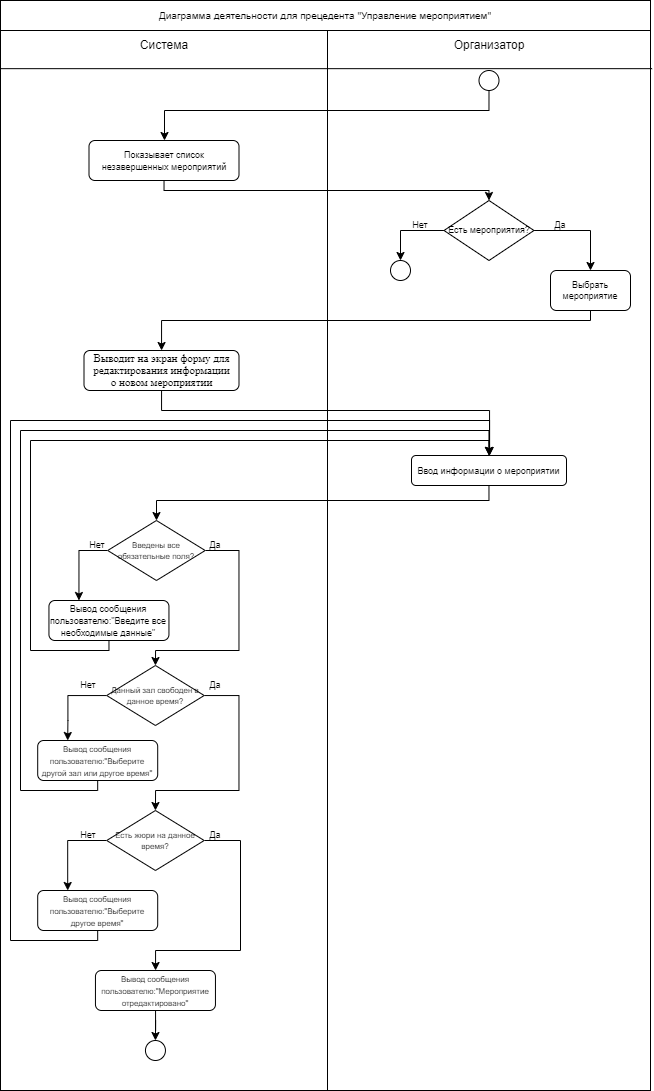 Диаграмма деятельности для прецедента "Управление мероприятием"
Система
Организатор
Показывает список
незавершенных мероприятий
Нет
Есть мероприятия?
Да
Выбрать
мероприятие
Выводит на экран форму для
редактирования информации
о новом мероприятии
Ввод информации о мероприятии
Нет
Введены все
обязательные поля?
Да
Вывод сообщения
пользователю:"Введите все
необходимые данные"
Нет
Данный зал свободен в
данное время?
Да
Вывод сообщения
пользователю:"Выберите
другой зал или другое время"
Нет
Есть жюри на данное
время?
Да
Вывод сообщения
пользователю:"Выберите
другое время"
Вывод сообщения
пользователю:"Мероприятие
отредактировано"